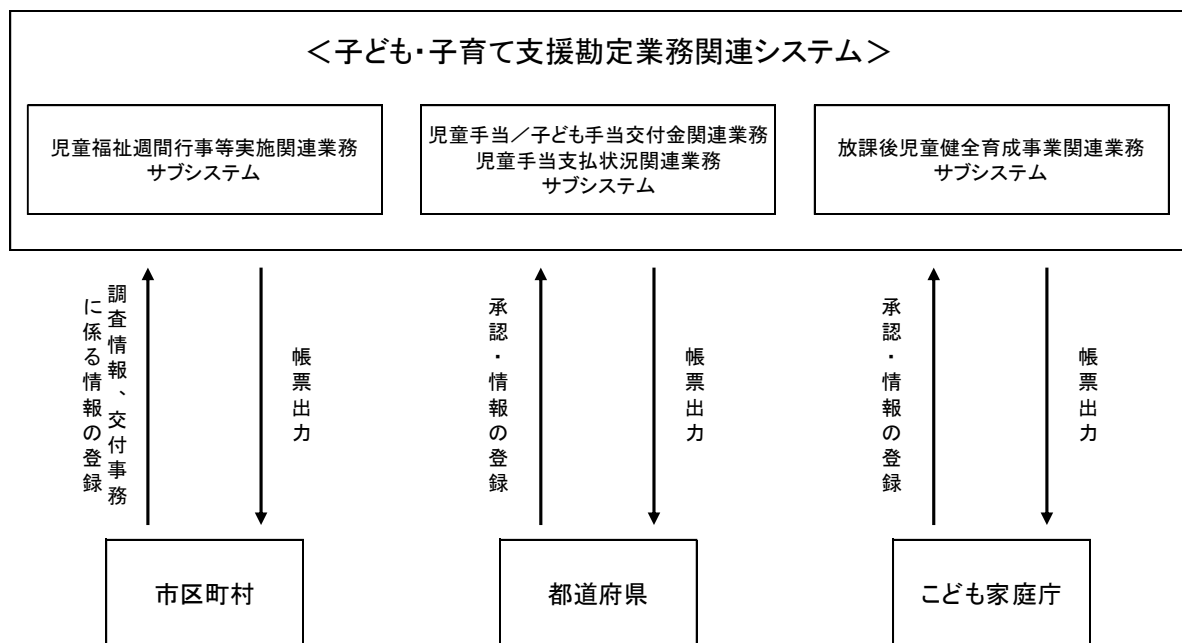 ＜子ども・子育て支援勘定業務関連システム＞
児童福祉週間行事等実施関連業務
サブシステム
児童手当／子ども手当交付金関連業務
児童手当支払状況関連業務
サブシステム
放課後児童健全育成事業関連業務
サブシステム
調査情報、交付事務
に係る情報の登録
帳票出力
承認・情報の登録
帳票出力
承認・情報の登録
帳票出力
市区町村
都道府県
こども家庭庁